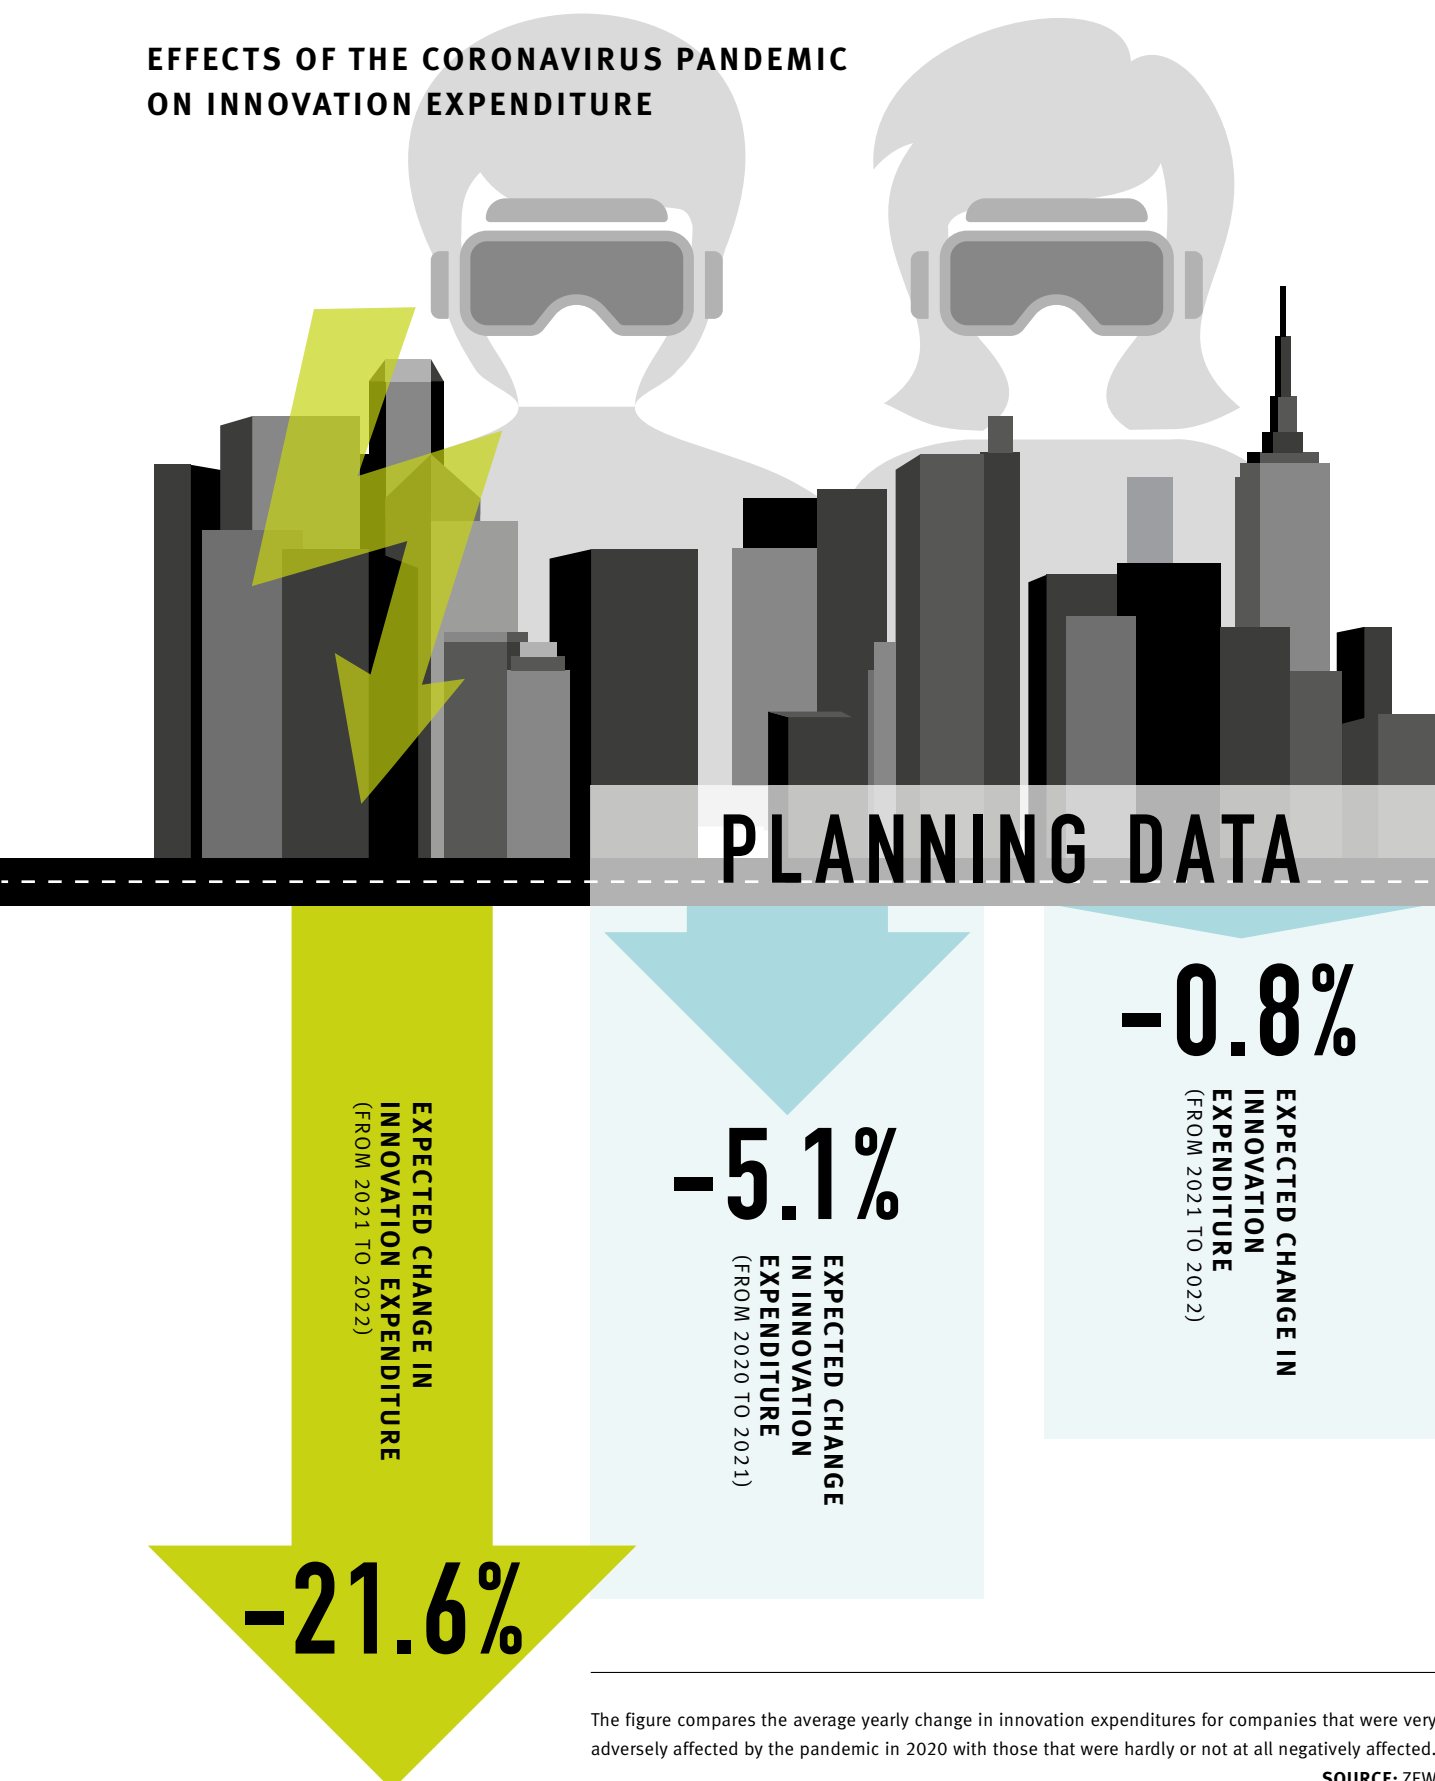 EFFECTS OF THE CORONAVIRUS PANDEMIC
ON INNOVATION EXPENDITURE
PLANNING DATA
EXPECTED CHANGE IN
INNOVATION EXPENDITURE
(FROM 2021 TO 2022)
-21.6%
-5.1%
EXPECTED CHANGE
IN INNOVATION
EXPENDITURE
(FROM 2020 TO 2021)
-0.8%
EXPECTED CHANGE IN
INNOVATION
EXPENDITURE
(FROM 2021 TO 2022)
The figure compares the average yearly change in innovation expenditures for companies that were very
adversely affected by the pandemic in 2020 with those that were hardly or not at all negatively affected.
SOURCE: ZEW